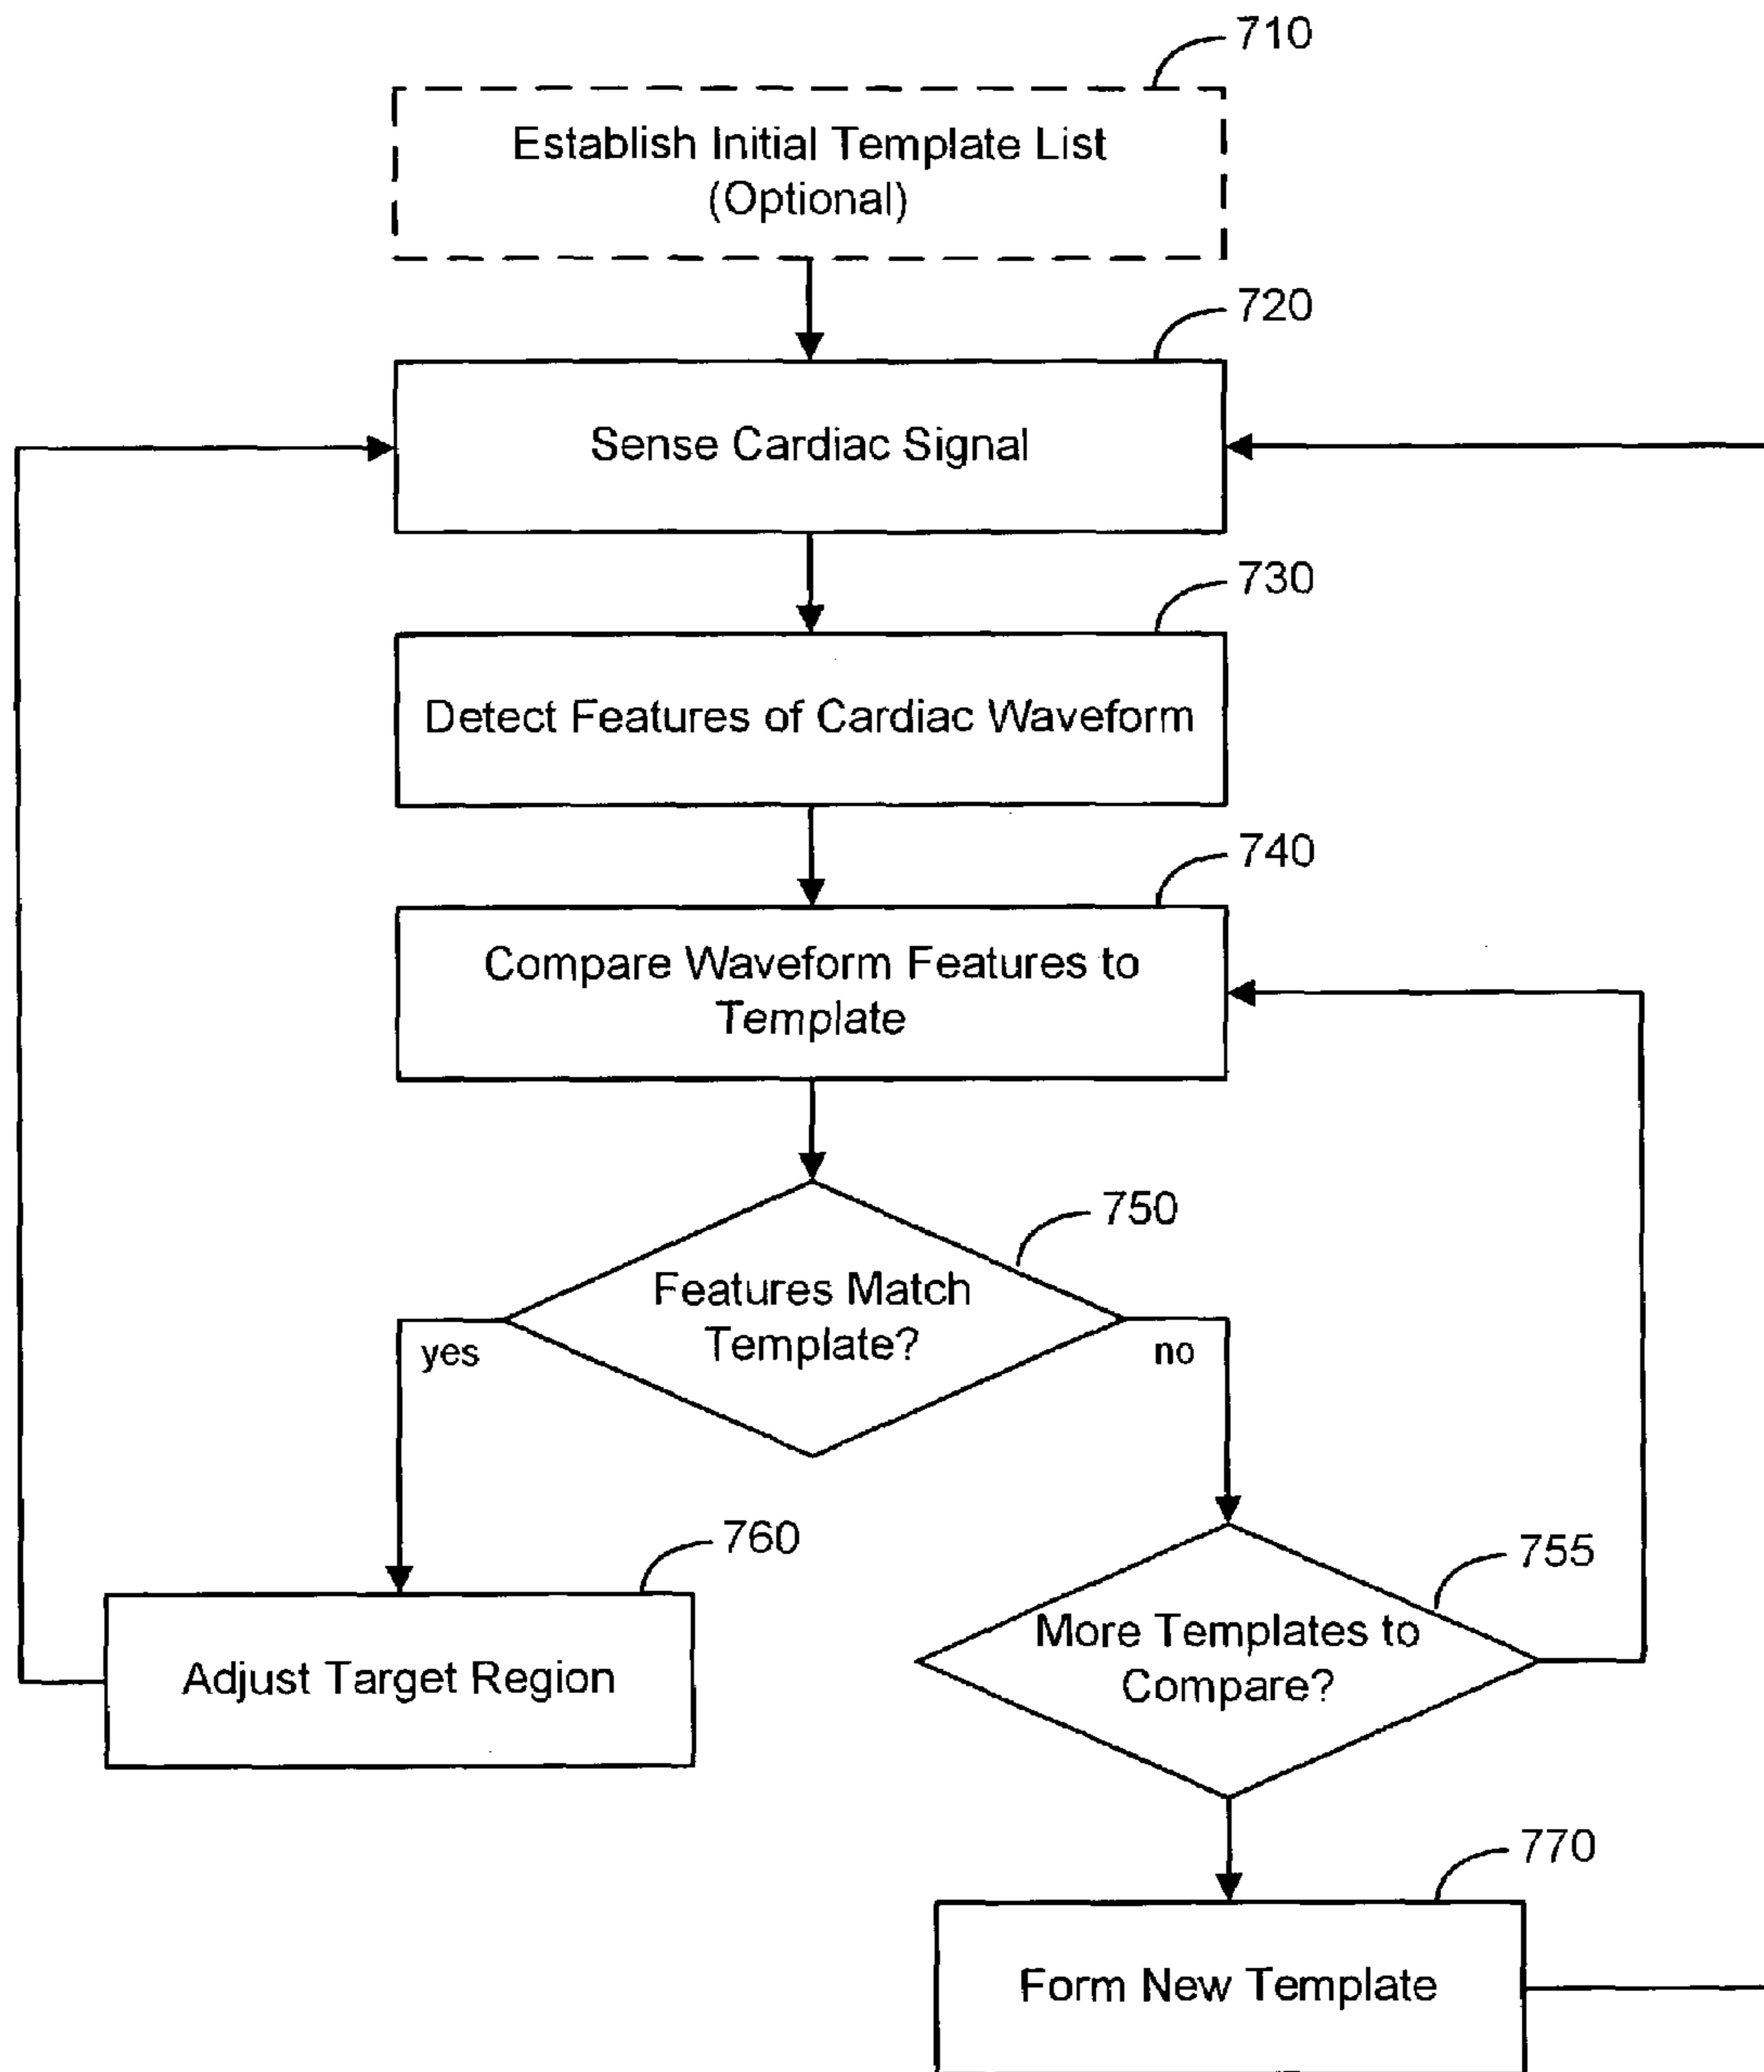 710
Establish Initial Template List
(Optional)
720
Sense Cardiac Signal
730
Detect Features of Cardiac Waveform
740
Compare Waveform Features to
Template
750
Features Match
Template?
yes
no
760
Adjust Target Region
755
More Templates to
Compare?
770
Form New Template